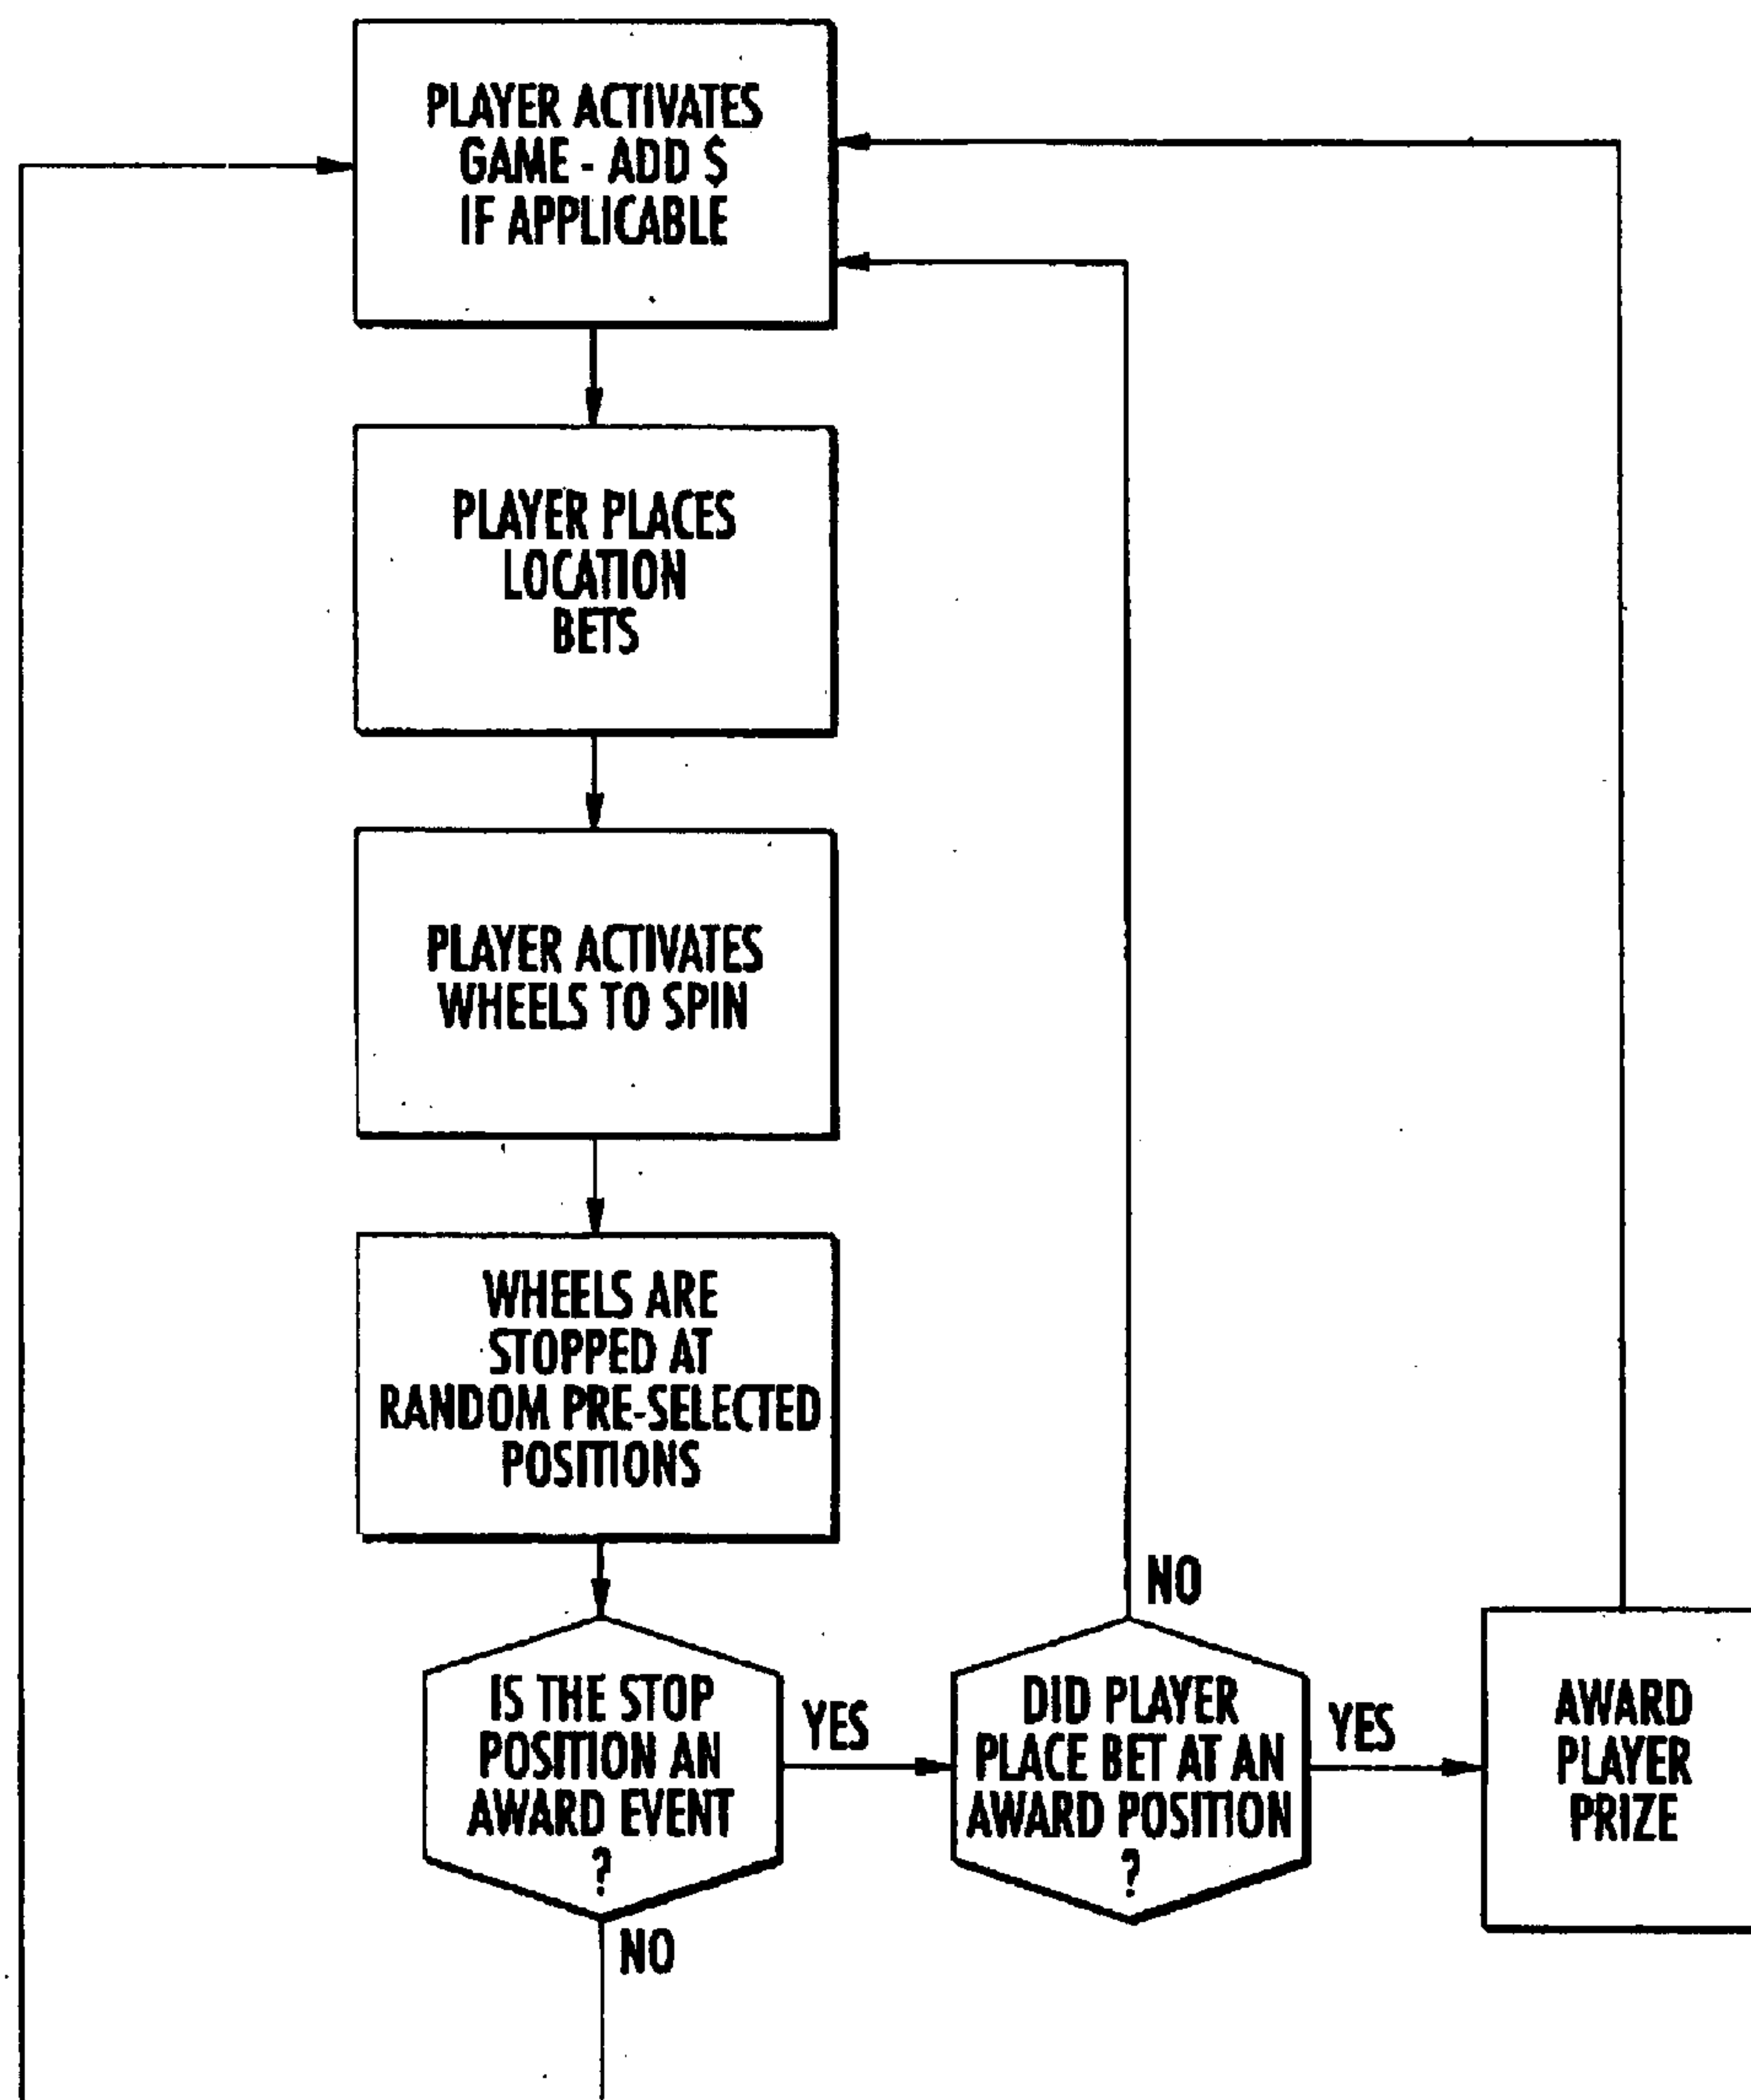 PLAYER ACTIVATES
GAME - ADD $
IF APPLICABLE
PLAYER PLACES
LOCATION
BETS
PLAYER ACTIVATES
WHEELS TO SPIN
WHEELS ARE
STOPPED AT
RANDOM PRE-SELECTED
POSITIONS
IS THE STOP
POSITION AN
AWARD EVENT
?
YES
NO
DID PLAYER
PLACE BET AT AN
AWARD POSITION
?
NO
YES
AWARD
PLAYER
PRIZE